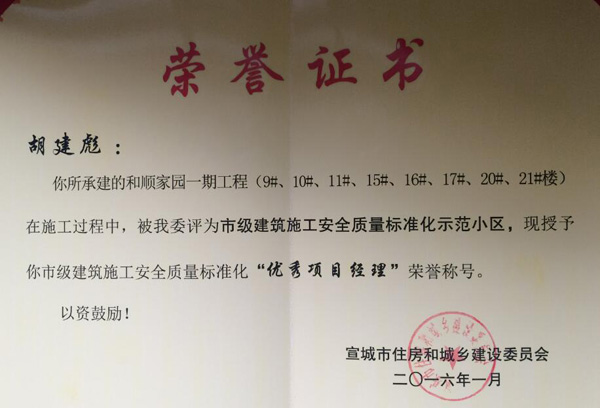 荣誉证书
胡建彪：
你所承建的和顺家园一期工程（9#、10#、11#、15#、16#、17#、20#、21#楼）
在施工过程中，被我委评为市级建筑施工安全质量标准化示范小区，现授予
你市级建筑施工安全质量标准化“优秀项目经理”荣誉称号。
以资鼓励！
宣城市住房和城乡建设委员会
二〇一六年一月